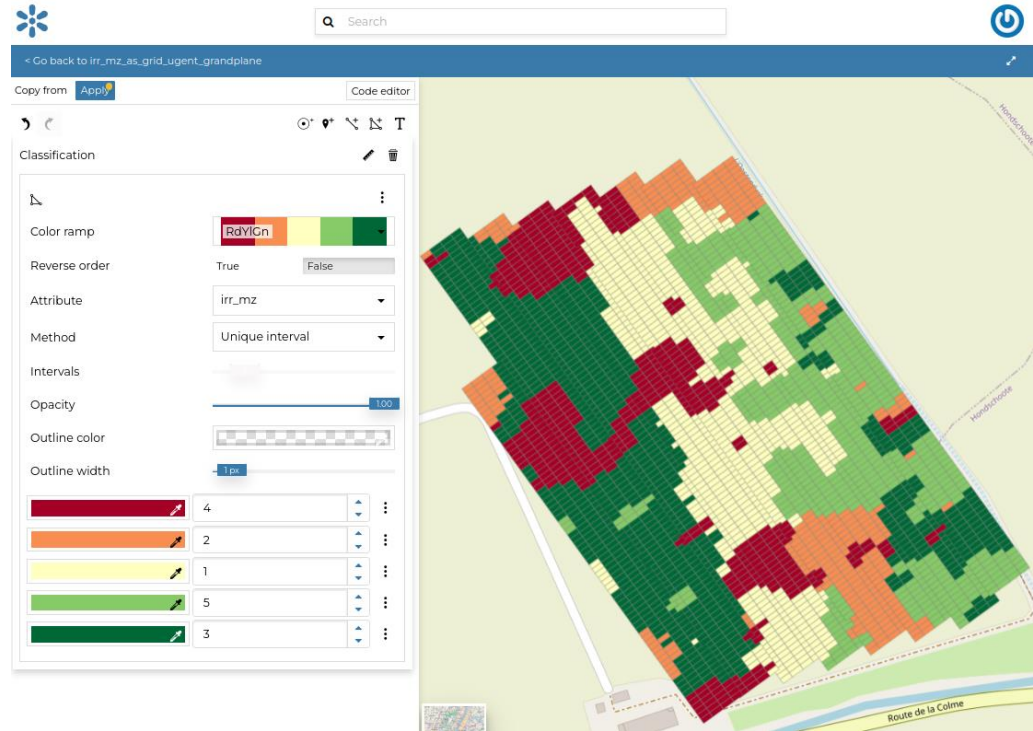 Search
< Go back to irr_mz_as_grid_ugent_grandplane
Copy from Apply Code editor
T
Classification
Color ramp RdYlGn
Reverse order True False
Attribute irr_mz
Method Unique interval
Intervals
Opacity 1.00
Outline color
Outline width 1 px
4
2
1
5
3
Hondschoote
Hondschoote
Route de la Colme